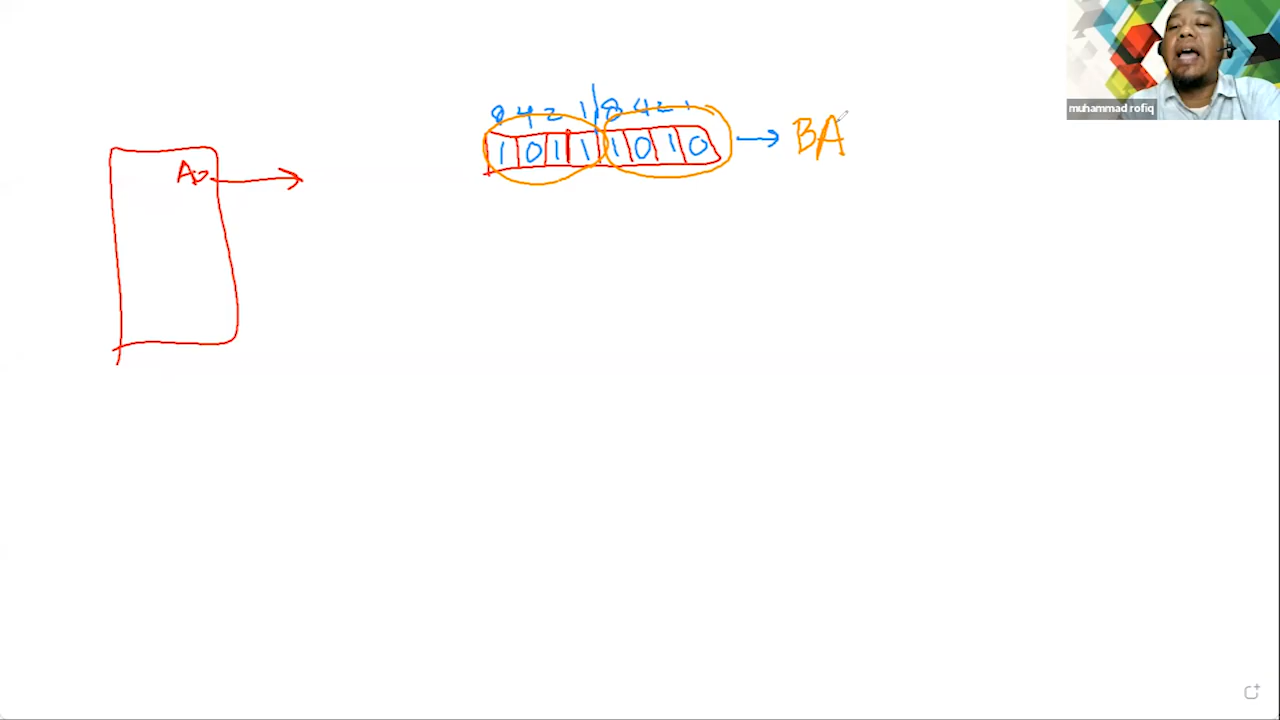 muhammad rofiq
8 4 2 1 8 4 2 1
1 0 1 1 1 0 1 0 → BA
A0